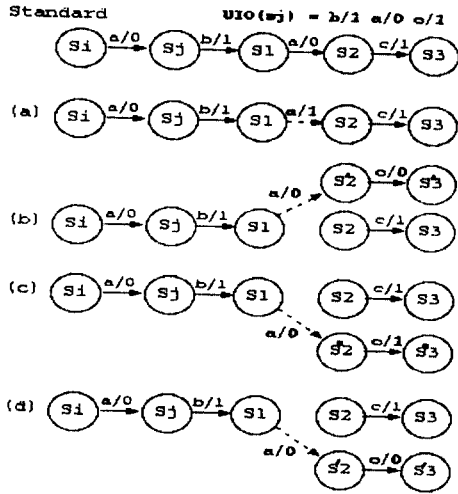 Standard UIO(sj) = b/1 a/0 c/1
a/0 b/1 a/0 c/1
Si Sj S1 S2 S3
(a) a/0 b/1 a/1 c/1
Si Sj S1 S2 S3
a/0 c/0
S2 S3
(b) a/0 b/1 c/1
Si Sj S1 S2 S3
(c) a/0 b/1 c/1
Si Sj S1 S2 S3
a/0 c/1
S2 S3
(d) a/0 b/1 c/1
Si Sj S1 S2 S3
a/0 c/0
S2 S3